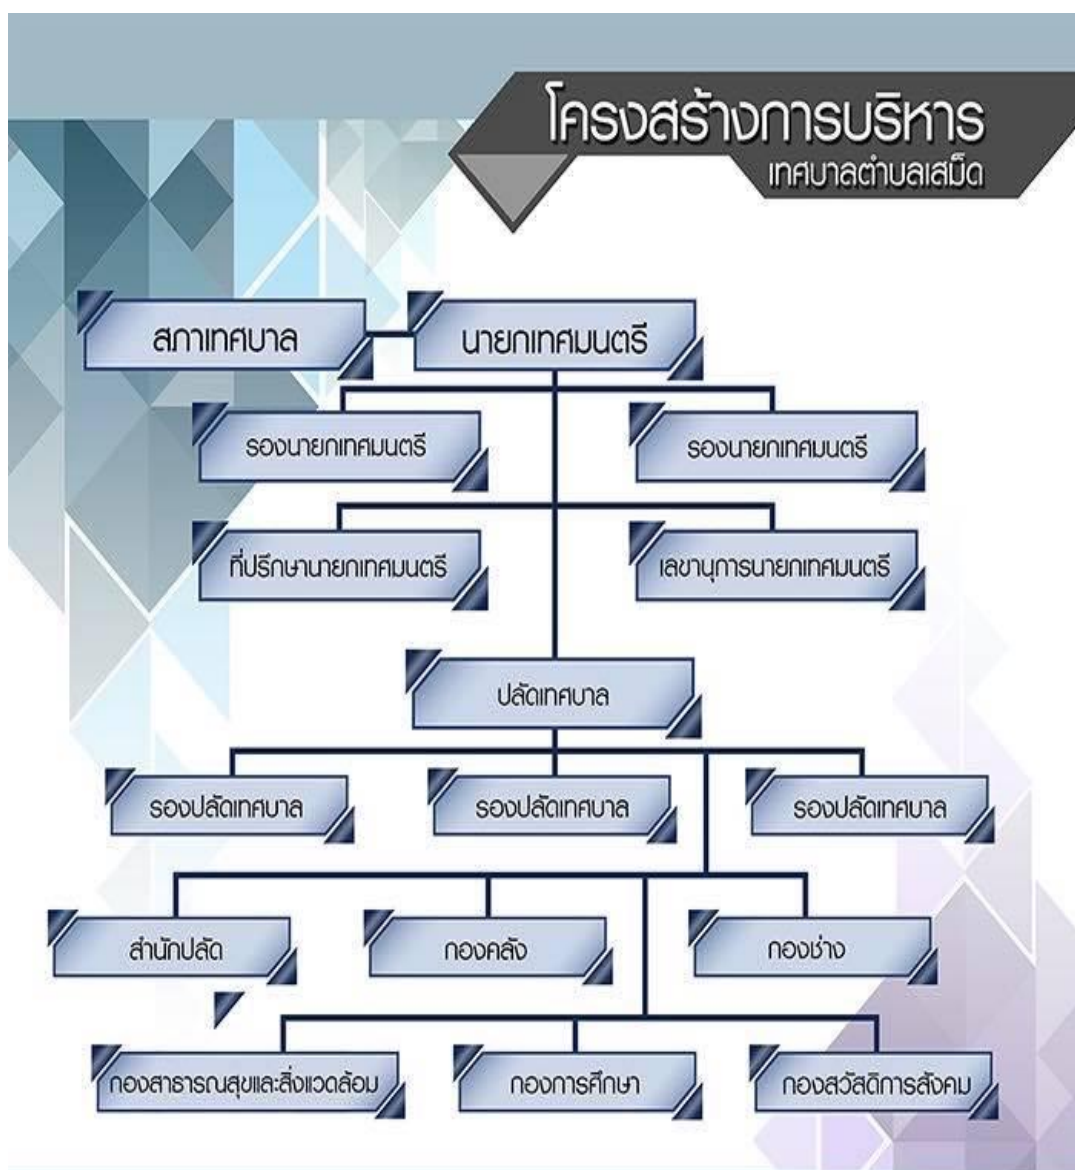 โครงสร้างการบริหาร
เทศบาลตำบลเสม็ด
สภาเทศบาล
นายกเทศมนตรี
รองนายกเทศมนตรี
รองนายกเทศมนตรี
ที่ปรึกษานายกเทศมนตรี
เลขานุการนายกเทศมนตรี
ปลัดเทศบาล
รองปลัดเทศบาล
รองปลัดเทศบาล
รองปลัดเทศบาล
สำนักปลัด
กองคลัง
กองช่าง
กองสาธารณสุขและสิ่งแวดล้อม
กองการศึกษา
กองสวัสดิการสังคม